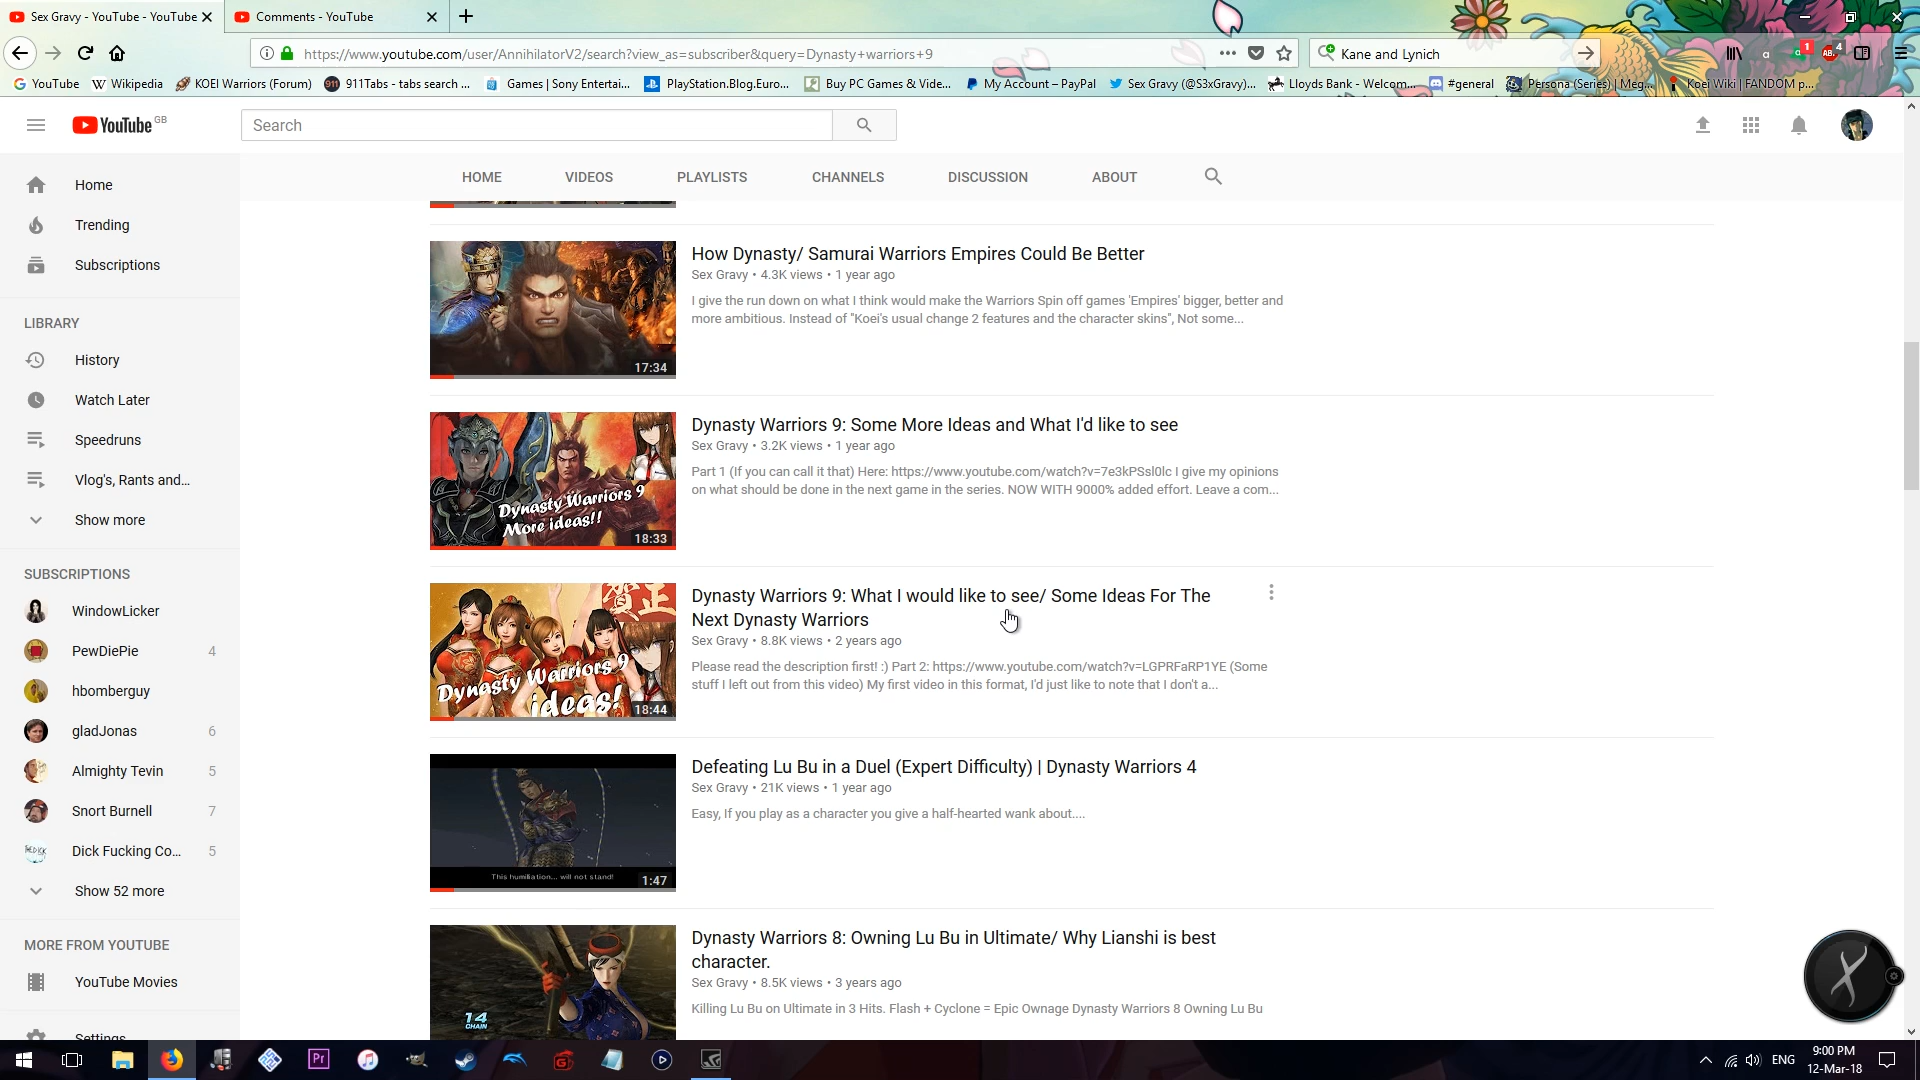 Sex Gravy - YouTube - YouTube
Comments - YouTube
https://www.youtube.com/user/AnnihilatorV2/search?view_as=subscriber&query=Dynasty+warriors+9
Kane and Lynich
1
4
YouTube
Wikipedia
KOEI Warriors (Forum)
911Tabs - tabs search ...
Games | Sony Entertai...
PlayStation.Blog.Euro...
Buy PC Games & Vide...
My Account – PayPal
Sex Gravy (@S3xGravy)...
Lloyds Bank - Welcom...
#general
Persona (Series) | Meg...
Koei Wiki | FANDOM p...
YouTube GB
Search
HOME
VIDEOS
PLAYLISTS
CHANNELS
DISCUSSION
ABOUT
Home
Trending
Subscriptions
LIBRARY
History
Watch Later
Speedruns
Vlog's, Rants and...
Show more
SUBSCRIPTIONS
WindowLicker
PewDiePie 4
hbomberguy
gladJonas 6
Almighty Tevin 5
Snort Burnell 7
Dick Fucking Co... 5
Show 52 more
MORE FROM YOUTUBE
YouTube Movies
Settings
17:34
How Dynasty/ Samurai Warriors Empires Could Be Better
Sex Gravy • 4.3K views • 1 year ago
I give the run down on what I think would make the Warriors Spin off games 'Empires' bigger, better and
more ambitious. Instead of "Koei's usual change 2 features and the character skins", Not some...
Dynasty Warriors 9
More ideas!!
18:33
Dynasty Warriors 9: Some More Ideas and What I'd like to see
Sex Gravy • 3.2K views • 1 year ago
Part 1 (If you can call it that) Here: https://www.youtube.com/watch?v=7e3kPSsl0lc I give my opinions
on what should be done in the next game in the series. NOW WITH 9000% added effort. Leave a com...
賀正
Dynasty Warriors 9
ideas!
18:44
Dynasty Warriors 9: What I would like to see/ Some Ideas For The
Next Dynasty Warriors
Sex Gravy • 8.8K views • 2 years ago
Please read the description first! :) Part 2: https://www.youtube.com/watch?v=LGPRFaRP1YE (Some
stuff I left out from this video) My first video in this format, I'd just like to note that I don't a...
This humiliation... will not stand!
1:47
Defeating Lu Bu in a Duel (Expert Difficulty) | Dynasty Warriors 4
Sex Gravy • 21K views • 1 year ago
Easy, If you play as a character you give a half-hearted wank about....
14
CHAIN
Dynasty Warriors 8: Owning Lu Bu in Ultimate/ Why Lianshi is best
character.
Sex Gravy • 8.5K views • 3 years ago
Killing Lu Bu on Ultimate in 3 Hits. Flash + Cyclone = Epic Ownage Dynasty Warriors 8 Owning Lu Bu
Pr
ENG
9:00 PM
12-Mar-18